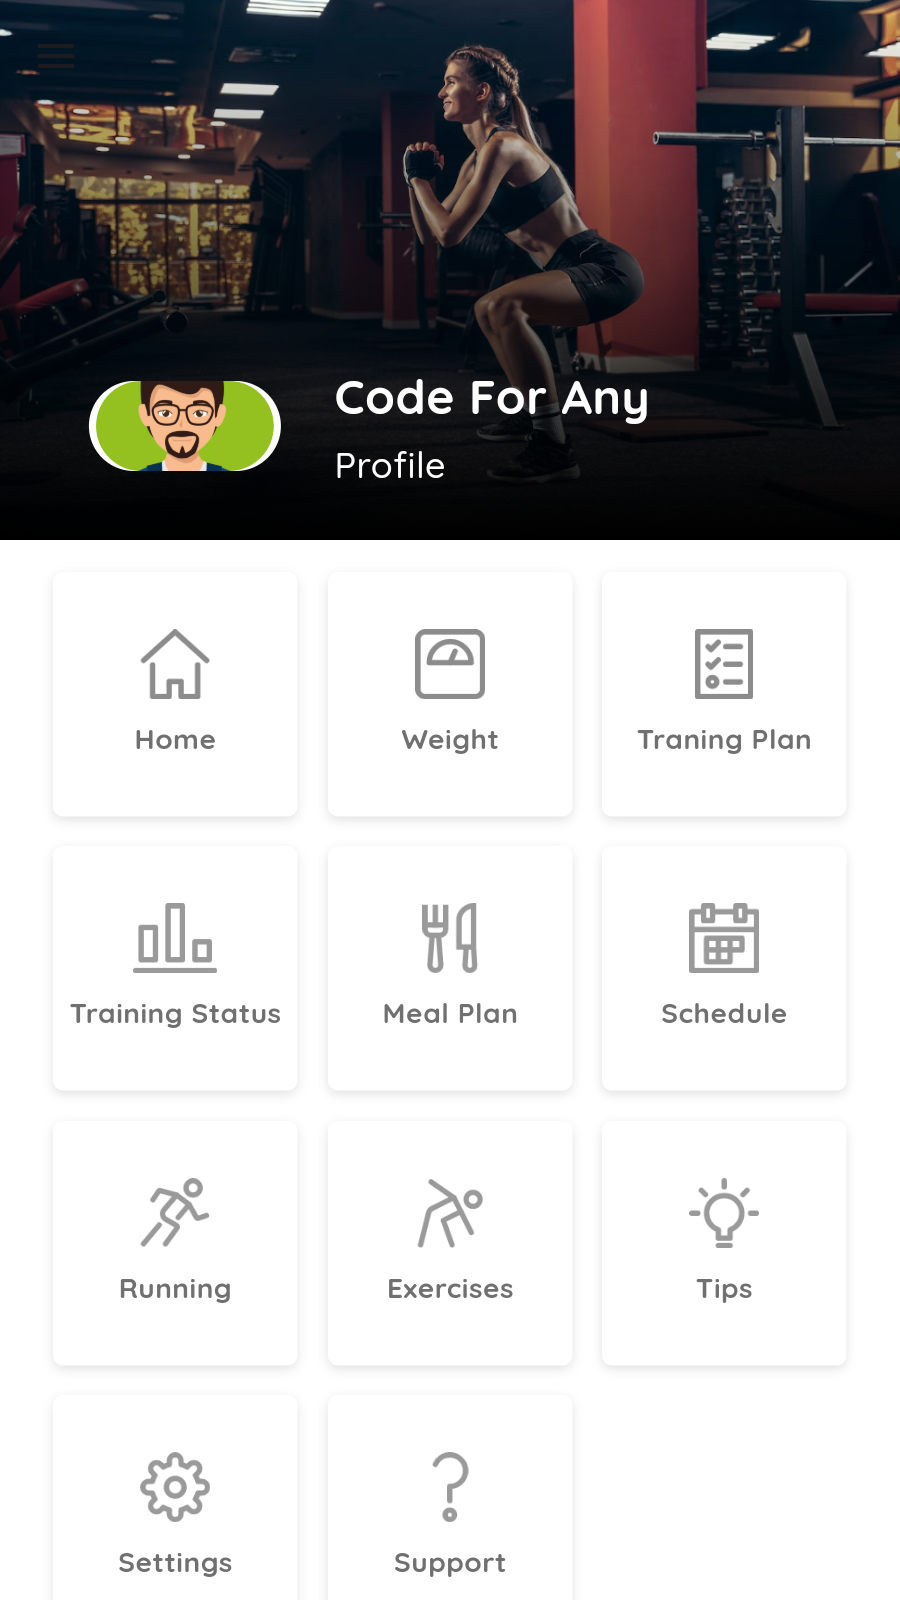 Code For Any
Profile
Home
Weight
Traning Plan
Training Status
Meal Plan
Schedule
Running
Exercises
Tips
Settings
Support